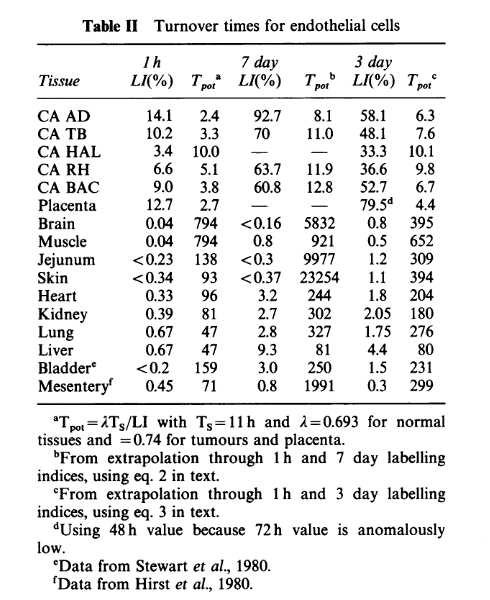 Table II Turnover times for endothelial cells
1 h 7 day 3 day
Tissue LI(%) T_pot^a LI(%) T_pot^b LI(%) T_pot^c
CA AD 14.1 2.4 92.7 8.1 58.1 6.3
CA TB 10.2 3.3 70 11.0 48.1 7.6
CA HAL 3.4 10.0 — — 33.3 10.1
CA RH 6.6 5.1 63.7 11.9 36.6 9.8
CA BAC 9.0 3.8 60.8 12.8 52.7 6.7
Placenta 12.7 2.7 — — 79.5^d 4.4
Brain 0.04 794 <0.16 5832 0.8 395
Muscle 0.04 794 0.8 921 0.5 652
Jejunum <0.23 138 <0.3 9977 1.2 309
Skin <0.34 93 <0.37 23254 1.1 394
Heart 0.33 96 3.2 244 1.8 204
Kidney 0.39 81 2.7 302 2.05 180
Lung 0.67 47 2.8 327 1.75 276
Liver 0.67 47 9.3 81 4.4 80
Bladder^e <0.2 159 3.0 250 1.5 231
Mesentery^f 0.45 71 0.8 1991 0.3 299
^aT_pot = λT_S/LI with T_S = 11 h and λ = 0.693 for normal
tissues and = 0.74 for tumours and placenta.
^bFrom extrapolation through 1 h and 7 day labelling
indices, using eq. 2 in text.
^cFrom extrapolation through 1 h and 3 day labelling
indices, using eq. 3 in text.
^dUsing 48 h value because 72 h value is anomalously
low.
^eData from Stewart et al., 1980.
^fData from Hirst et al., 1980.